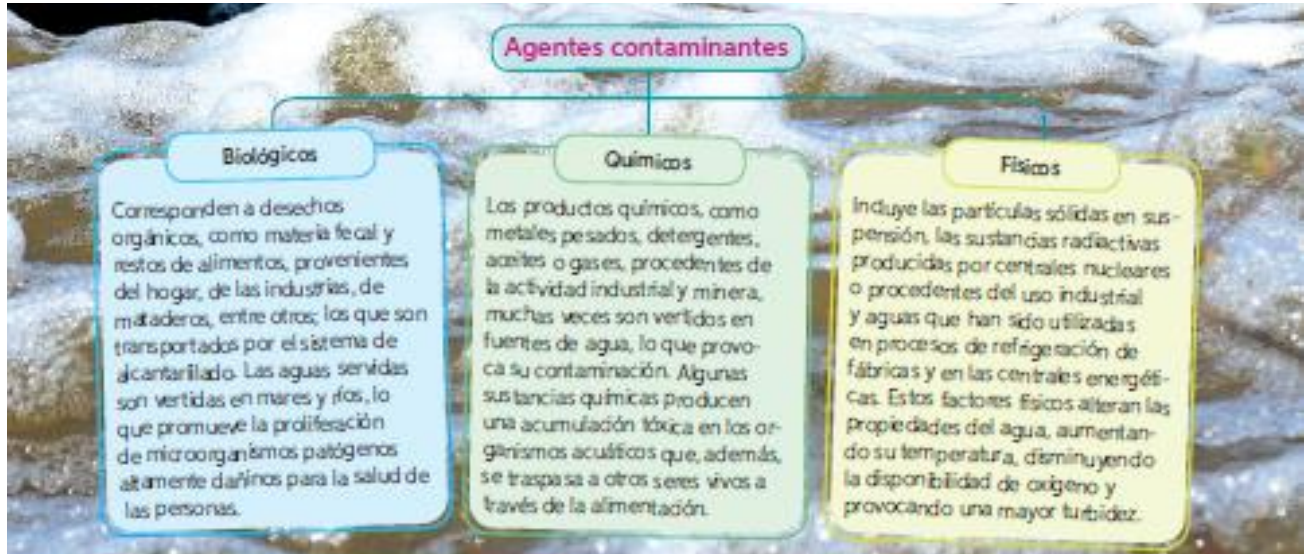 Agentes contaminantes
Biológicos
Corresponden a desechos
orgánicos, como materia fecal y
restos de alimentos, provenientes
del hogar, de las industrias, de
mataderos, entre otros; los que son
transportados por el sistema de
alcantarillado. Las aguas servidas
son vertidas en mares y ríos, lo
que promueve la proliferación
de microorganismos patógenos
altamente dañinos para la salud de
las personas.
Químicos
Los productos químicos, como
metales pesados, detergentes,
aceites o gases, procedentes de
la actividad industrial y minera,
muchas veces son vertidos en
fuentes de agua, lo que provo-
ca su contaminación. Algunas
sustancias químicas producen
una acumulación tóxica en los or-
ganismos acuáticos que, además,
se traspasa a otros seres vivos a
través de la alimentación.
Físicos
Incluye las partículas sólidas en sus-
pensión, las sustancias radiactivas
producidas por centrales nucleares
o procedentes del uso industrial
y aguas que han sido utilizadas
en procesos de refrigeración de
fábricas y en las centrales energéti-
cas. Estos factores físicos alteran las
propiedades del agua, aumentan-
do su temperatura, disminuyendo
la disponibilidad de oxígeno y
provocando una mayor turbidez.